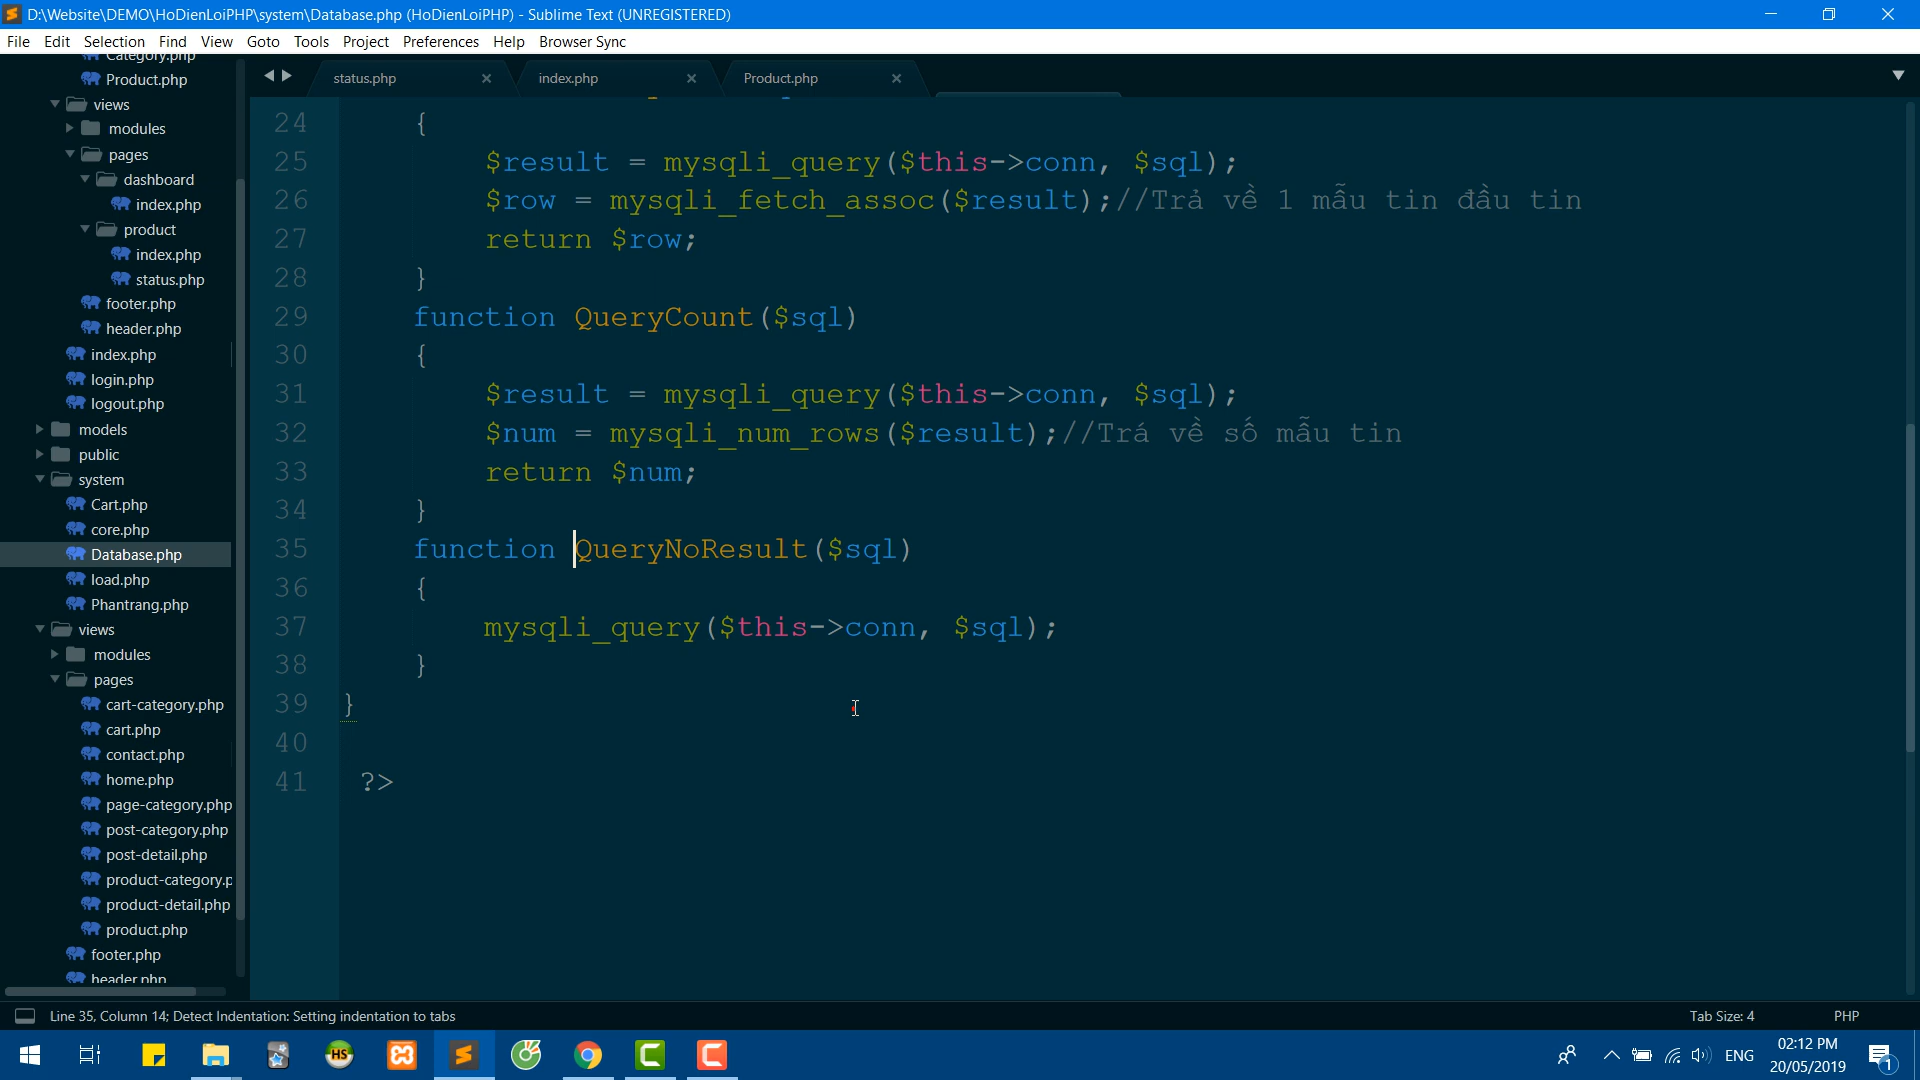 D:\Website\DEMO\HoDienLoiPHP\system\Database.php (HoDienLoiPHP) - Sublime Text (UNREGISTERED)
File Edit Selection Find View Goto Tools Project Preferences Help Browser Sync
Category.php
Product.php
views
modules
pages
dashboard
index.php
product
index.php
status.php
footer.php
header.php
index.php
login.php
logout.php
models
public
system
Cart.php
core.php
Database.php
load.php
Phantrang.php
views
modules
pages
cart-category.php
cart.php
contact.php
home.php
page-category.php
post-category.php
post-detail.php
product-category.p
product-detail.php
product.php
footer.php
header.php
status.php index.php Product.php
24 {
25 $result = mysqli_query($this->conn, $sql);
26 $row = mysqli_fetch_assoc($result);//Trả về 1 mẫu tin đầu tin
27 return $row;
28 }
29 function QueryCount($sql)
30 {
31 $result = mysqli_query($this->conn, $sql);
32 $num = mysqli_num_rows($result);//Trá về số mẫu tin
33 return $num;
34 }
35 function QueryNoResult($sql)
36 {
37 mysqli_query($this->conn, $sql);
38 }
39 }
40
41 ?>
Line 35, Column 14; Detect Indentation: Setting indentation to tabs
Tab Size: 4 PHP
HS
ENG
02:12 PM
20/05/2019
1